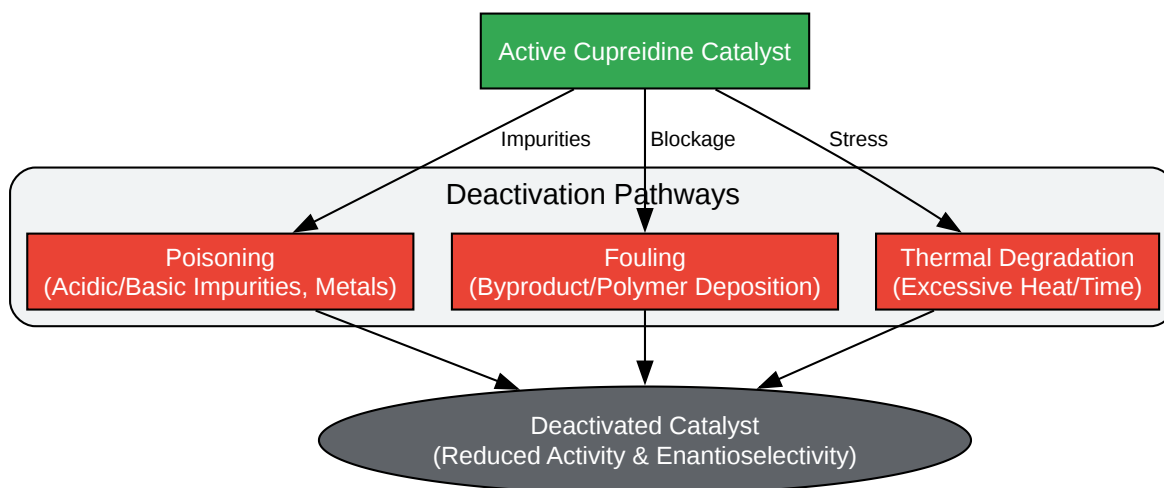 Active Cupreidine Catalyst
Impurities
Blockage
Stress
Deactivation Pathways
Poisoning
(Acidic/Basic Impurities, Metals)
Fouling
(Byproduct/Polymer Deposition)
Thermal Degradation
(Excessive Heat/Time)
Deactivated Catalyst
(Reduced Activity & Enantioselectivity)